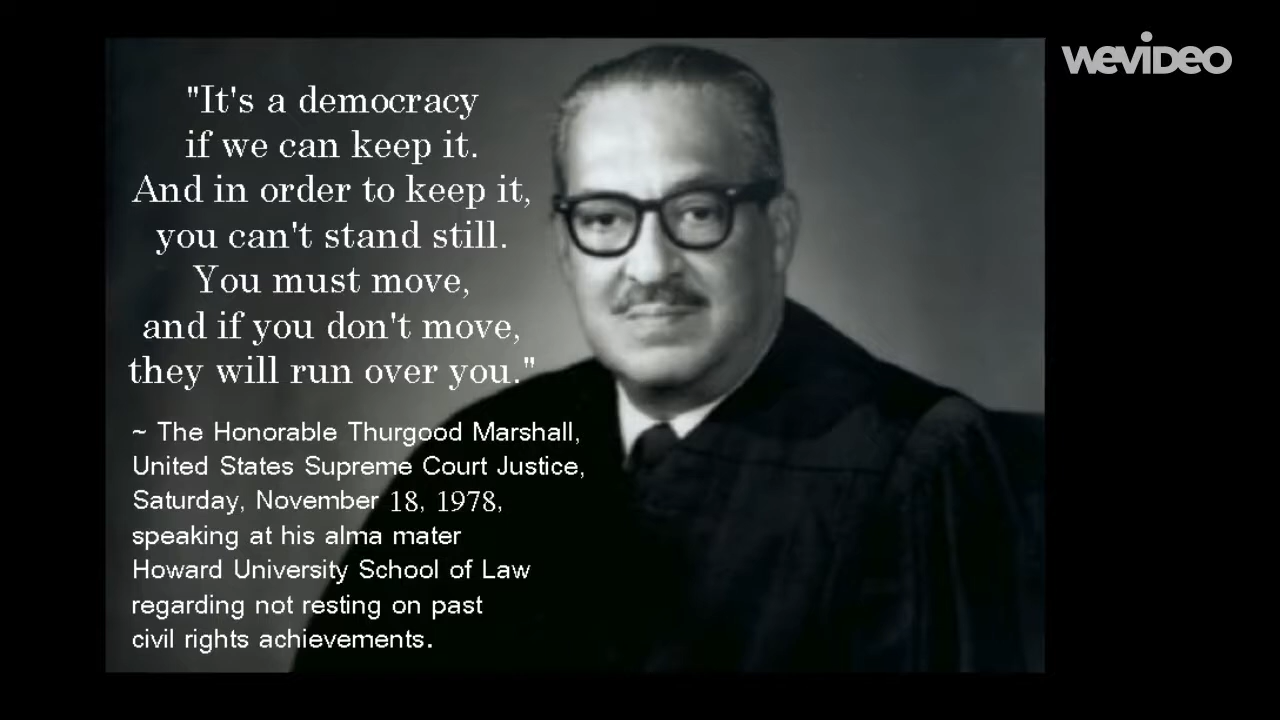 WEVIDEO
"It's a democracy
if we can keep it.
And in order to keep it,
you can't stand still.
You must move,
and if you don't move,
they will run over you."
~ The Honorable Thurgood Marshall,
United States Supreme Court Justice,
Saturday, November 18, 1978,
speaking at his alma mater
Howard University School of Law
regarding not resting on past
civil rights achievements.